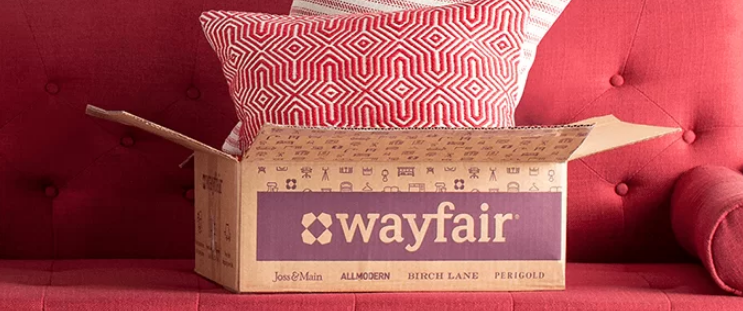 wayfair®
Joss&Main ALLMODERN BIRCH LANE PERIGOLD